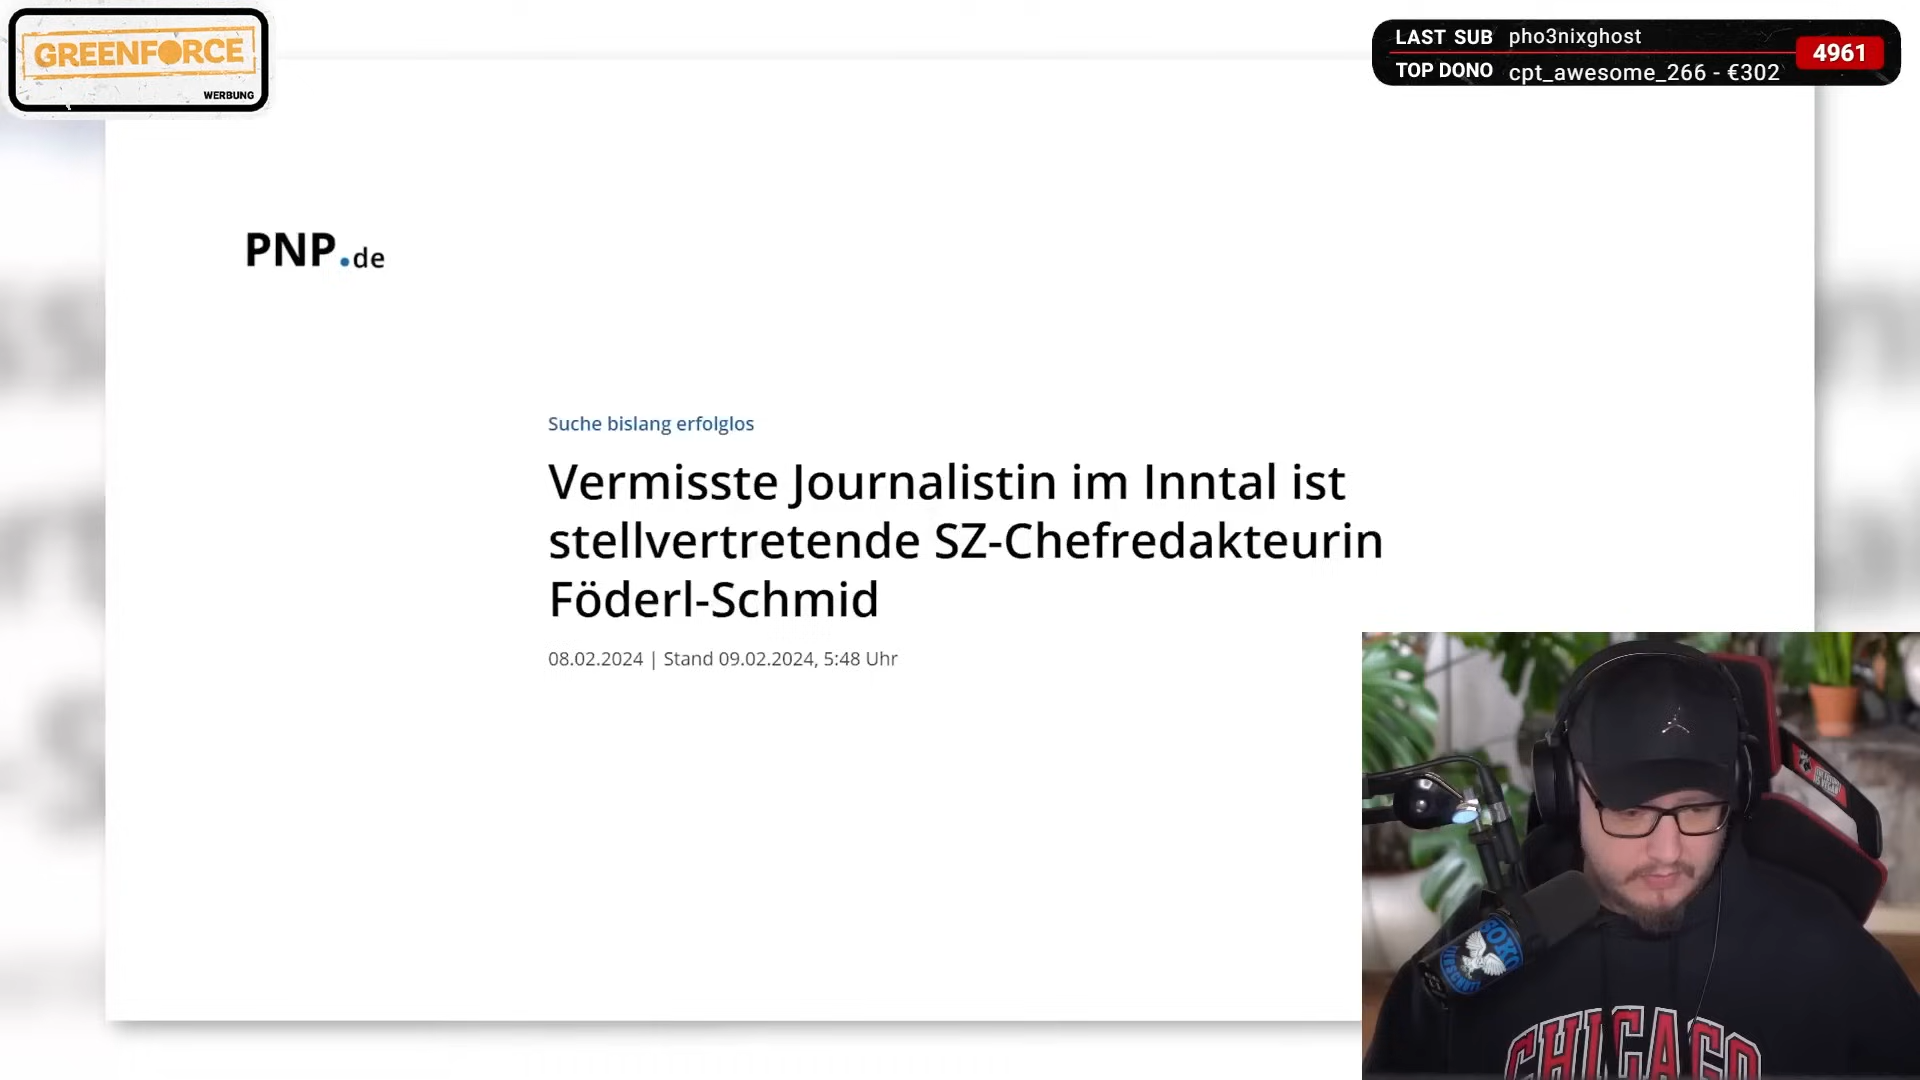 GREENFORCE
WERBUNG
LAST SUB pho3nixghost
TOP DONO cpt_awesome_266 - €302
4961
PNP.de
Suche bislang erfolglos
Vermisste Journalistin im Inntal ist
stellvertretende SZ-Chefredakteurin
Föderl-Schmid
08.02.2024 | Stand 09.02.2024, 5:48 Uhr
CHICAGO